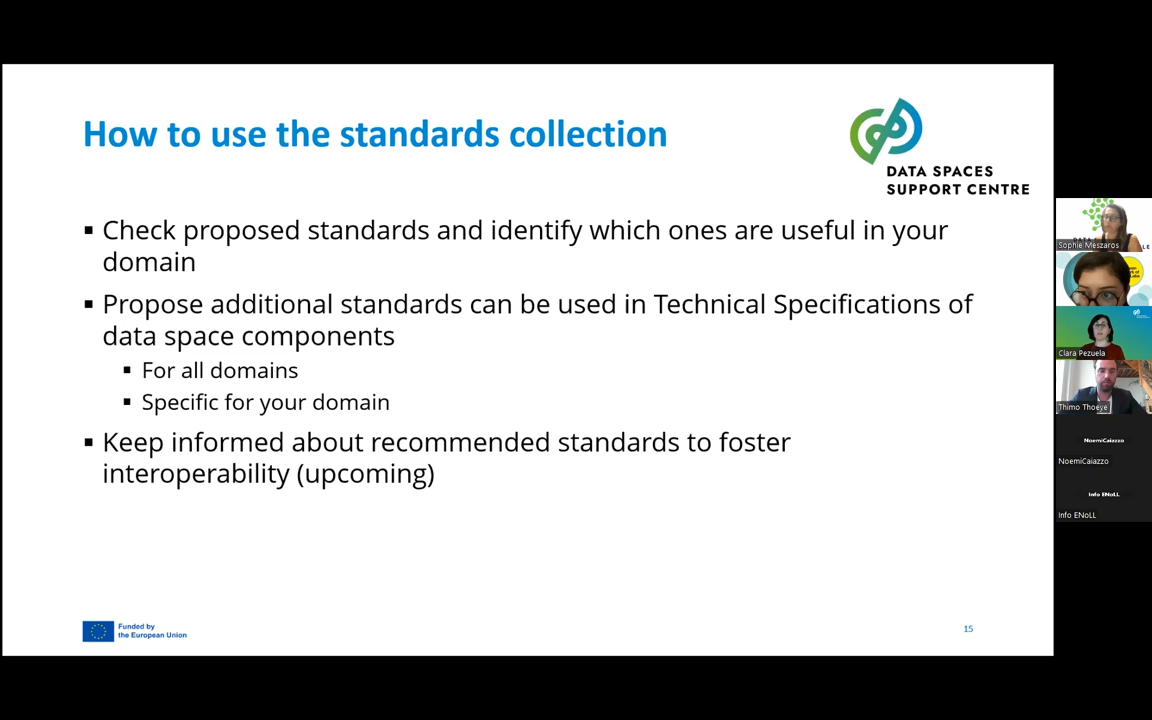 How to use the standards collection
DATA SPACES
SUPPORT CENTRE
▪ Check proposed standards and identify which ones are useful in your
domain
▪ Propose additional standards can be used in Technical Specifications of
data space components
▪ For all domains
▪ Specific for your domain
▪ Keep informed about recommended standards to foster
interoperability (upcoming)
Funded by
the European Union
15
Sophie Meszaros
Clara Pezuela
Thimo Thoeye
NoemiCaiazzo
NoemiCaiazzo
Info ENoLL
Info ENoLL